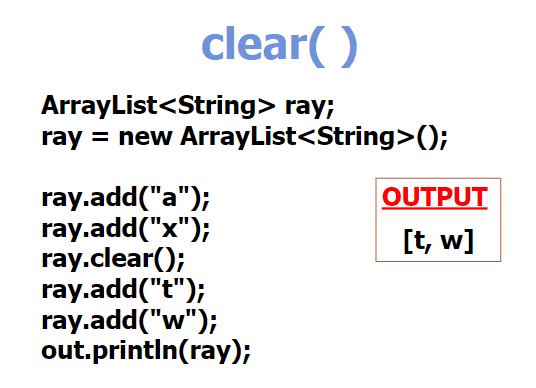 clear( )
ArrayList<String> ray;
ray = new ArrayList<String>();
ray.add("a");
ray.add("x");
ray.clear();
ray.add("t");
ray.add("w");
out.println(ray);
OUTPUT
[t, w]